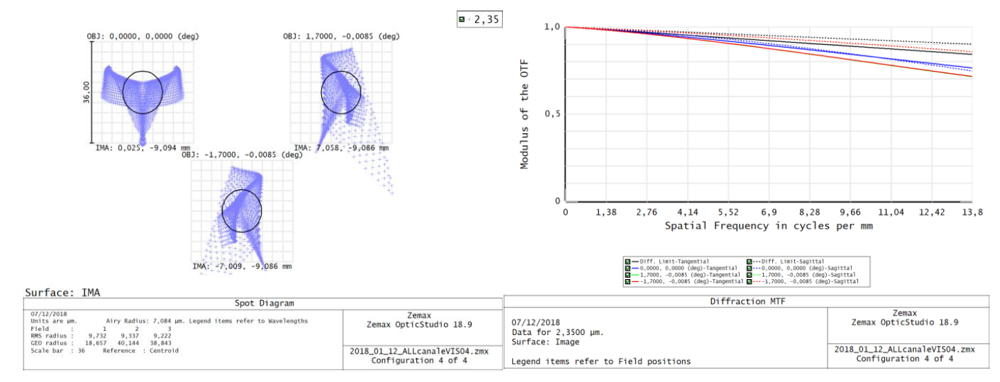 2,35
OBJ: 0,0000, 0,0000 (deg)
OBJ: 1,7000, -0,0085 (deg)
36,00
IMA: 0,025, -9,094 mm
IMA: 7,058, -9,086 mm
OBJ: -1,7000, -0,0085 (deg)
IMA: -7,009, -9,086 mm
Surface: IMA
Spot Diagram
07/12/2018
Units are µm. Airy Radius: 7,084 µm. Legend items refer to Wavelengths
Field : 1 2 3
RMS radius : 9,732 9,337 9,222
GEO radius : 18,657 40,144 38,843
Scale bar : 36 Reference : Centroid
Zemax
Zemax OpticStudio 18.9
2018_01_12_ALLcanaleVIS04.zmx
Configuration 4 of 4
1,0
0,5
0
Modulus of the OTF
0 1,38 2,76 4,14 5,52 6,9 8,28 9,66 11,04 12,42 13,8
Spatial Frequency in cycles per mm
Diff. Limit-Tangential Diff. Limit-Sagittal
0,0000, 0,0000 (deg)-Tangential 0,0000, 0,0000 (deg)-Sagittal
1,7000, -0,0085 (deg)-Tangential 1,7000, -0,0085 (deg)-Sagittal
-1,7000, -0,0085 (deg)-Tangential -1,7000, -0,0085 (deg)-Sagittal
Diffraction MTF
07/12/2018
Data for 2,3500 µm.
Surface: Image
Legend items refer to Field positions
Zemax
Zemax OpticStudio 18.9
2018_01_12_ALLcanaleVIS04.zmx
Configuration 4 of 4